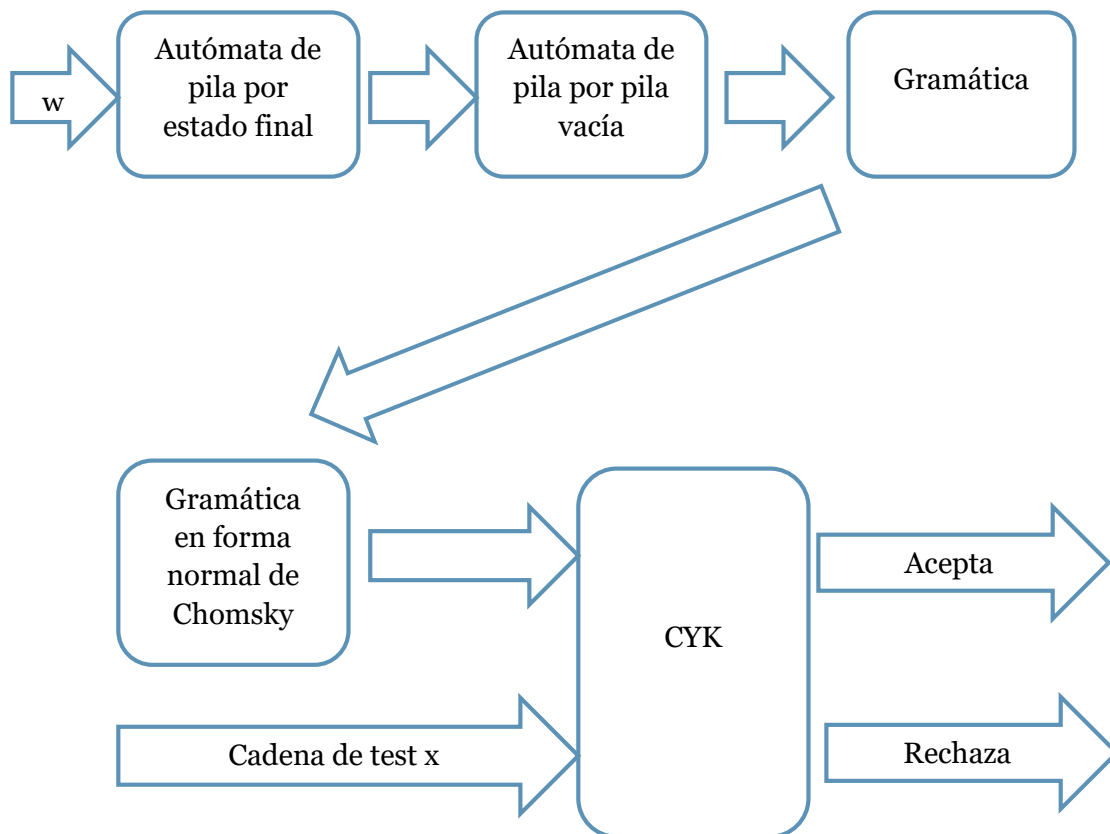 w
Autómata de
pila por
estado final
Autómata de
pila por pila
vacía
Gramática
Gramática
en forma
normal de
Chomsky
CYK
Acepta
Cadena de test x
Rechaza